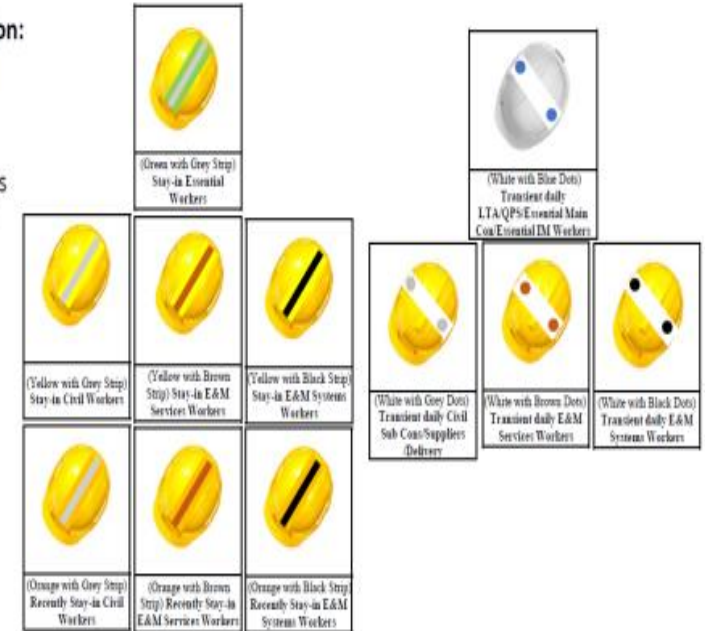 on:
s
(Green with Grey Strip)
Stay-in Essential
Workers
(White with Blue Dots)
Transient daily
LTA/QPS/Essential Main
Con/Essential IM Workers
(Yellow with Grey Strip)
Stay-in Civil Workers
(Yellow with Brown
Strip) Stay-in E&M
Services Workers
(Yellow with Black Strip)
Stay-in E&M Systems
Workers
(White with Grey Dots)
Transient daily Civil
Sub Cons/Suppliers
/Delivery
(White with Brown Dots)
Transient daily E&M
Services Workers
(White with Black Dots)
Transient daily E&M
Systems Workers
(Orange with Grey Strip)
Recently Stay-in Civil
Workers
(Orange with Brown
Strip) Recently Stay-in
E&M Services Workers
(Orange with Black Strip)
Recently Stay-in E&M
Systems Workers